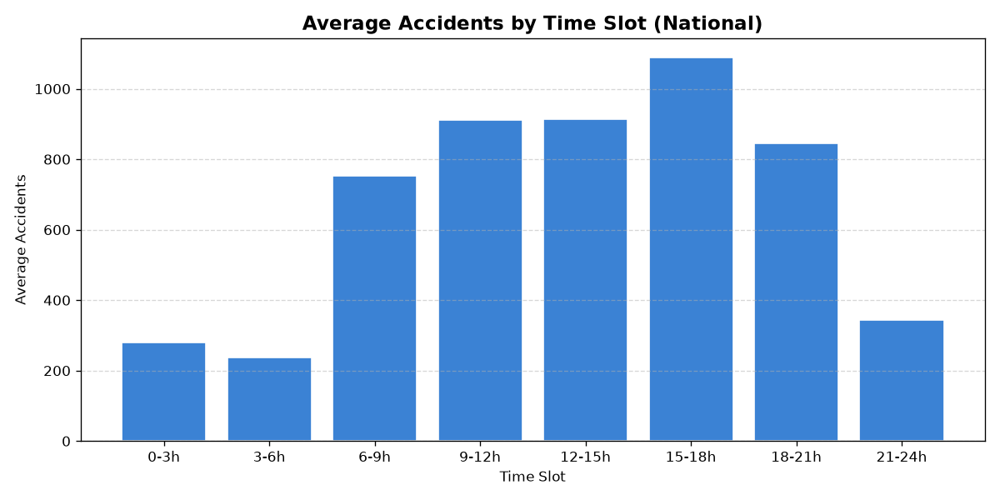 Average Accidents by Time Slot (National)
1000
800
600
400
200
0
Average Accidents
0-3h 3-6h 6-9h 9-12h 12-15h 15-18h 18-21h 21-24h
Time Slot